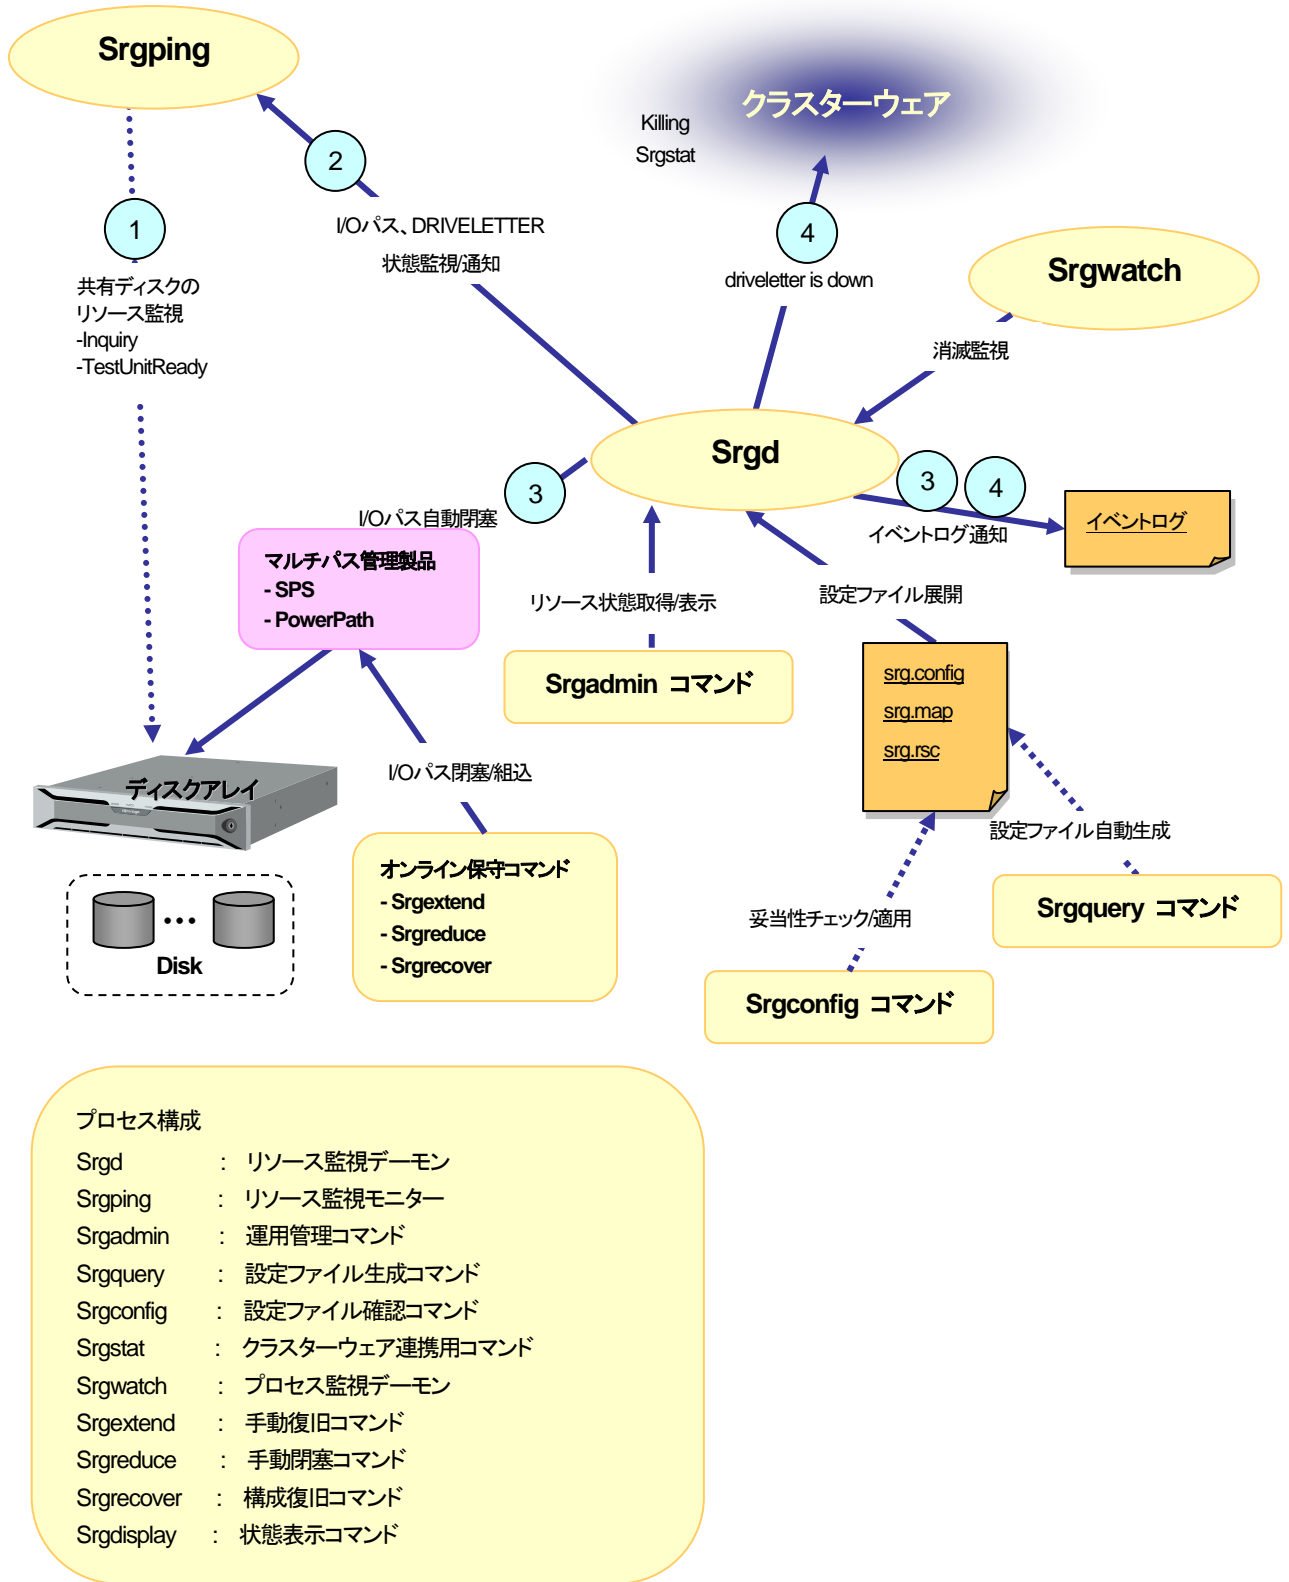 Srgping
クラスターウェア
Killing
Srgstat
2
1
I/Oパス、DRIVELETTER
状態監視/通知
4
driveletter is down
Srgwatch
共有ディスクの
リソース監視
-Inquiry
-TestUnitReady
消滅監視
Srgd
3
3
4
I/Oパス自動閉塞
イベントログ
イベントログ通知
マルチパス管理製品
- SPS
- PowerPath
リソース状態取得/表示
設定ファイル展開
Srgadmin コマンド
srg.config
srg.map
srg.rsc
ディスクアレイ
I/Oパス閉塞/組込
設定ファイル自動生成
オンライン保守コマンド
- Srgextend
- Srgreduce
- Srgrecover
Srgquery コマンド
妥当性チェック/適用
Disk
Srgconfig コマンド
プロセス構成
Srgd : リソース監視デーモン
Srgping : リソース監視モニター
Srgadmin : 運用管理コマンド
Srgquery : 設定ファイル生成コマンド
Srgconfig : 設定ファイル確認コマンド
Srgstat : クラスターウェア連携用コマンド
Srgwatch : プロセス監視デーモン
Srgextend : 手動復旧コマンド
Srgreduce : 手動閉塞コマンド
Srgrecover : 構成復旧コマンド
Srgdisplay : 状態表示コマンド